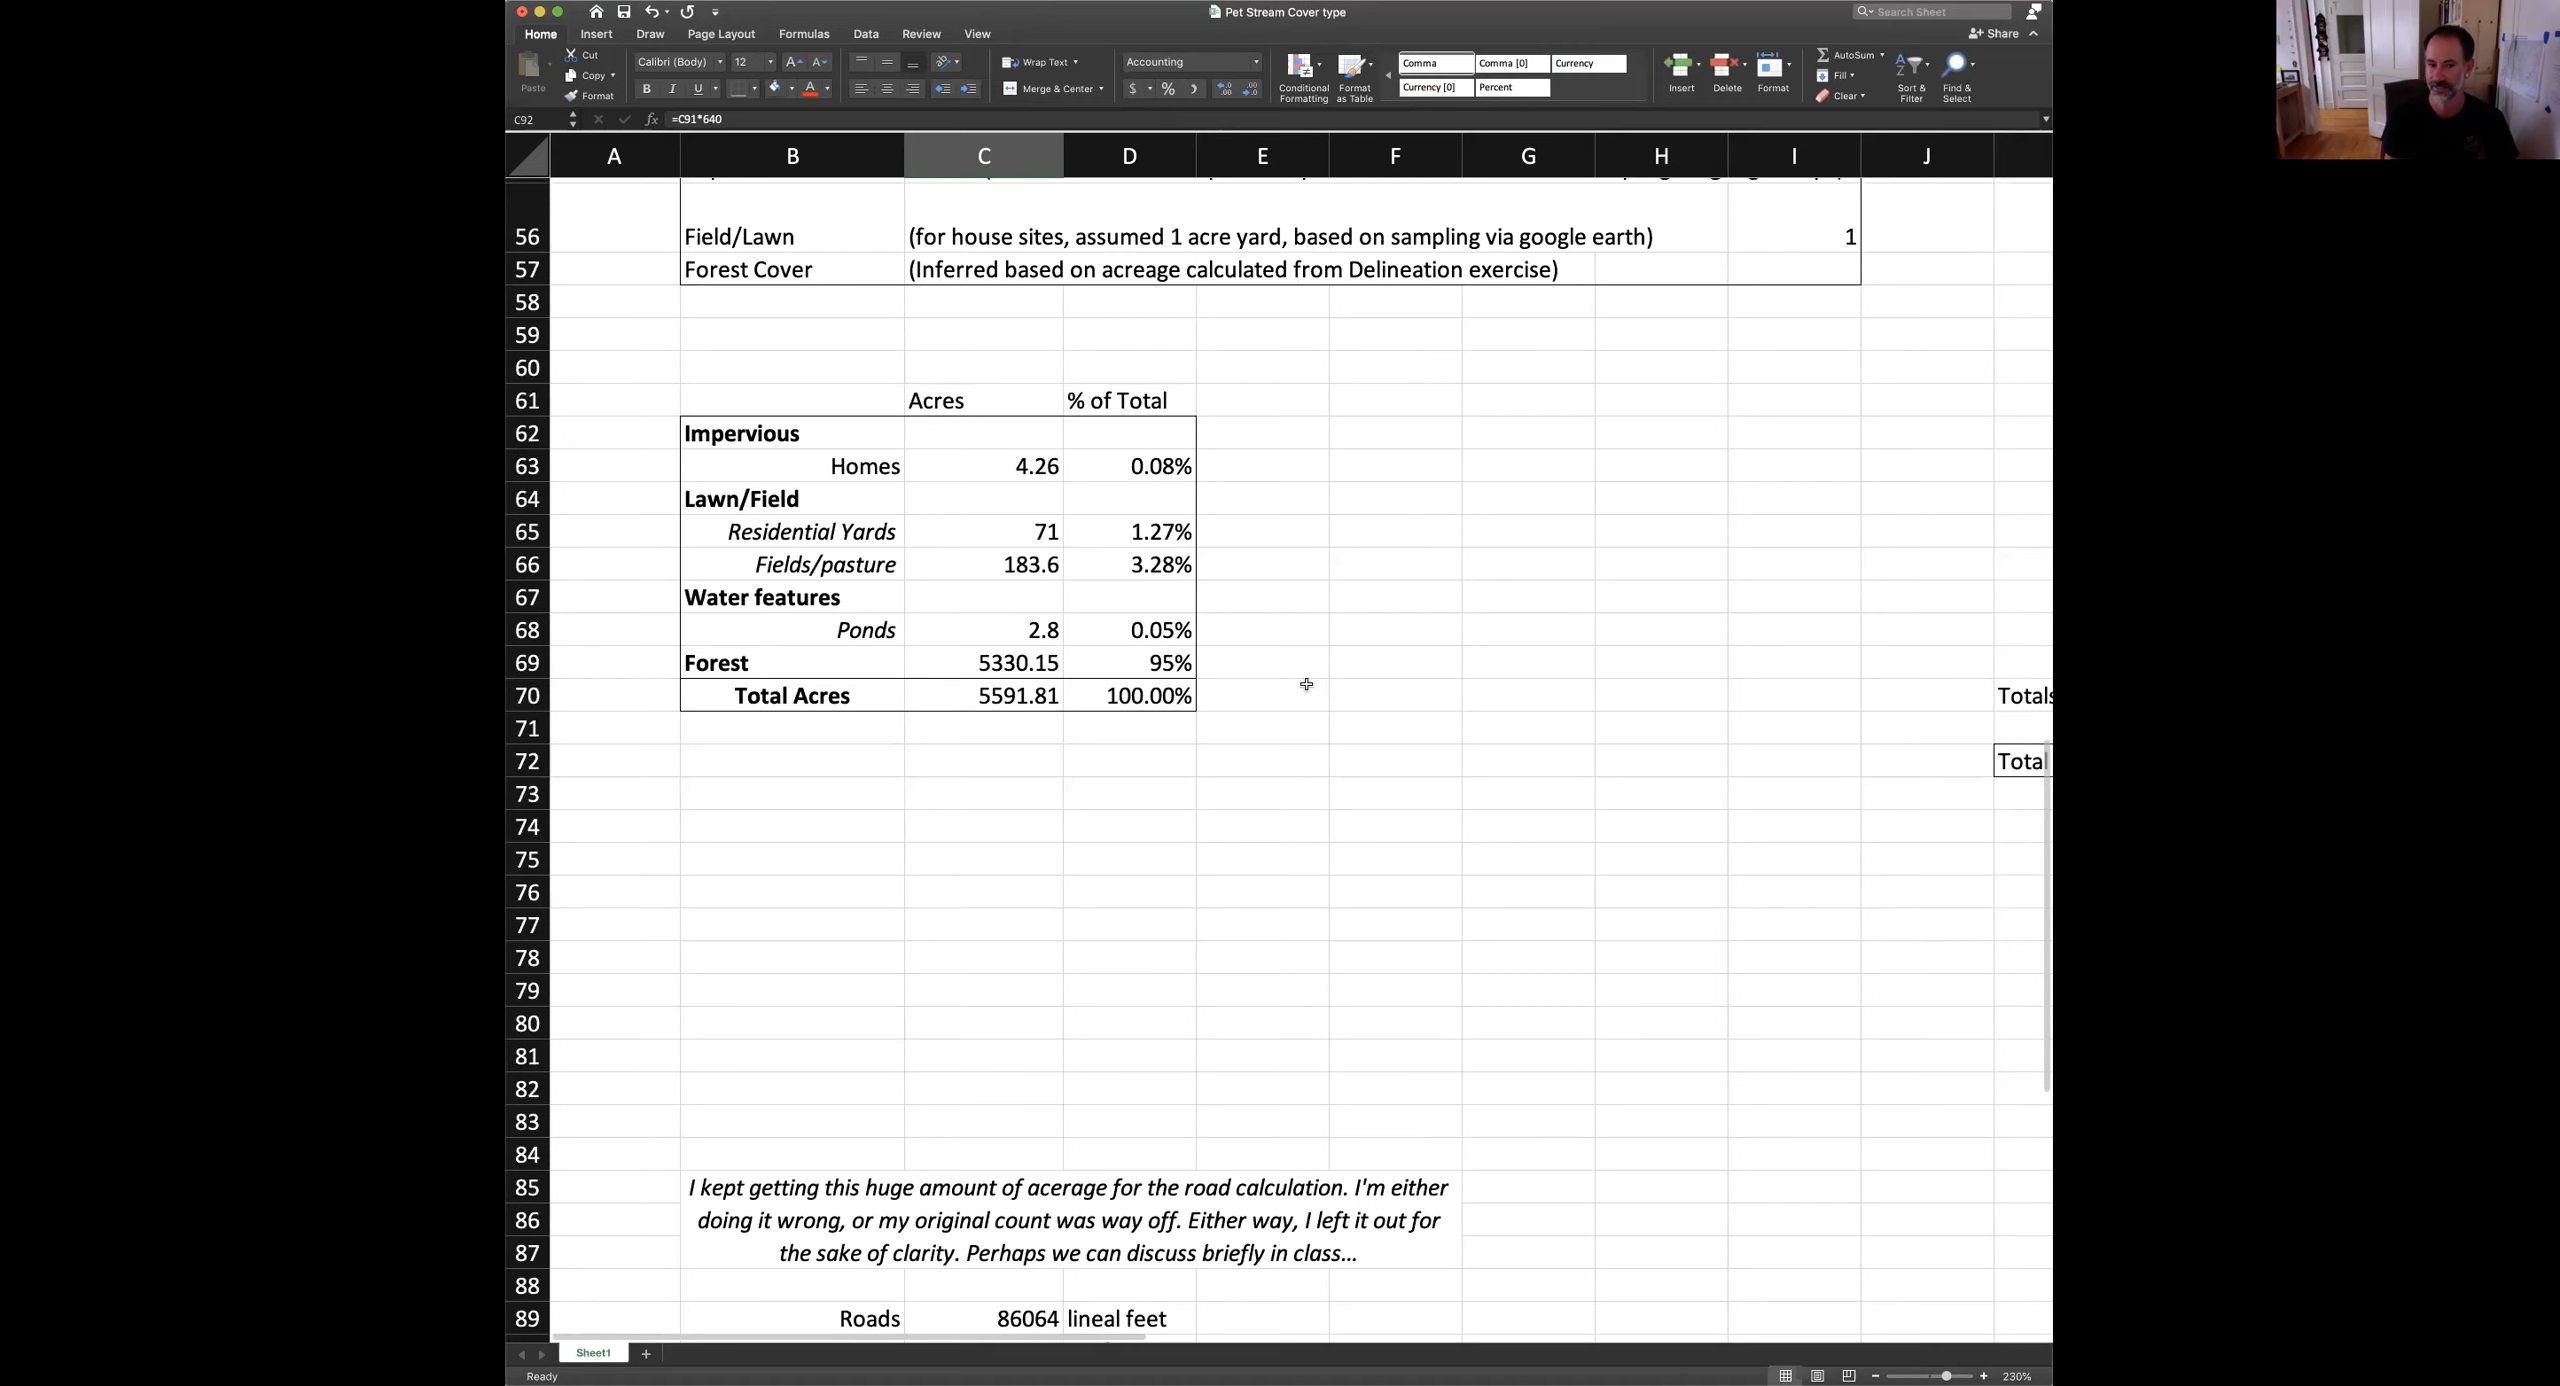 Pet Stream Cover type
Search Sheet
Home Insert Draw Page Layout Formulas Data Review View
Share
Paste
Cut
Copy
Format
Calibri (Body) 12 A A
B I U A
Wrap Text
Merge & Center
Accounting
$ % )
Conditional Formatting
Format as Table
Comma Comma [0] Currency
Currency [0] Percent
Insert Delete Format
AutoSum
Fill
Clear
Sort & Filter
Find & Select
C92 fx =C91*640
A B C D E F G H I J
56 Field/Lawn (for house sites, assumed 1 acre yard, based on sampling via google earth) 1
57 Forest Cover (Inferred based on acreage calculated from Delineation exercise)
58
59
60
61 Acres % of Total
62 Impervious
63 Homes 4.26 0.08%
64 Lawn/Field
65 Residential Yards 71 1.27%
66 Fields/pasture 183.6 3.28%
67 Water features
68 Ponds 2.8 0.05%
69 Forest 5330.15 95%
70 Total Acres 5591.81 100.00% Totals
71
72 Total
73
74
75
76
77
78
79
80
81
82
83
84
85 I kept getting this huge amount of acerage for the road calculation. I'm either
86 doing it wrong, or my original count was way off. Either way, I left it out for
87 the sake of clarity. Perhaps we can discuss briefly in class...
88
89 Roads 86064 lineal feet
Sheet1 +
Ready
230%